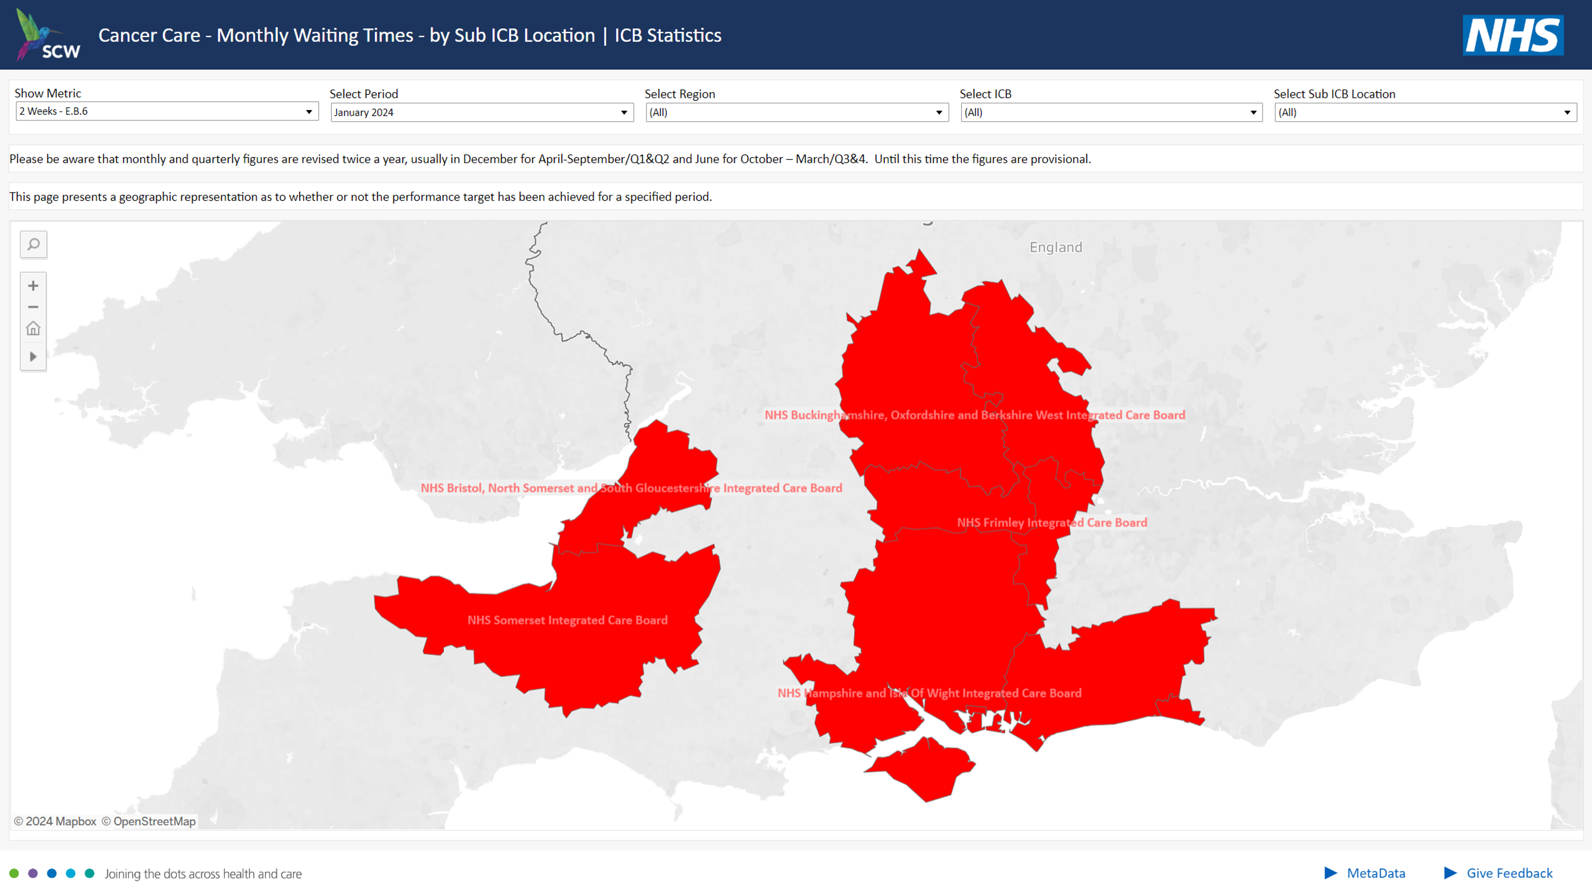 SCW
Cancer Care - Monthly Waiting Times - by Sub ICB Location | ICB Statistics
NHS
Show Metric
2 Weeks - E.B.6
Select Period
January 2024
Select Region
(All)
Select ICB
(All)
Select Sub ICB Location
(All)
Please be aware that monthly and quarterly figures are revised twice a year, usually in December for April-September/Q1&Q2 and June for October – March/Q3&4.  Until this time the figures are provisional.
This page presents a geographic representation as to whether or not the performance target has been achieved for a specified period.
England
NHS Buckinghamshire, Oxfordshire and Berkshire West Integrated Care Board
NHS Bristol, North Somerset and South Gloucestershire Integrated Care Board
NHS Frimley Integrated Care Board
NHS Somerset Integrated Care Board
NHS Hampshire and Isle Of Wight Integrated Care Board
© 2024 Mapbox © OpenStreetMap
Joining the dots across health and care
MetaData
Give Feedback